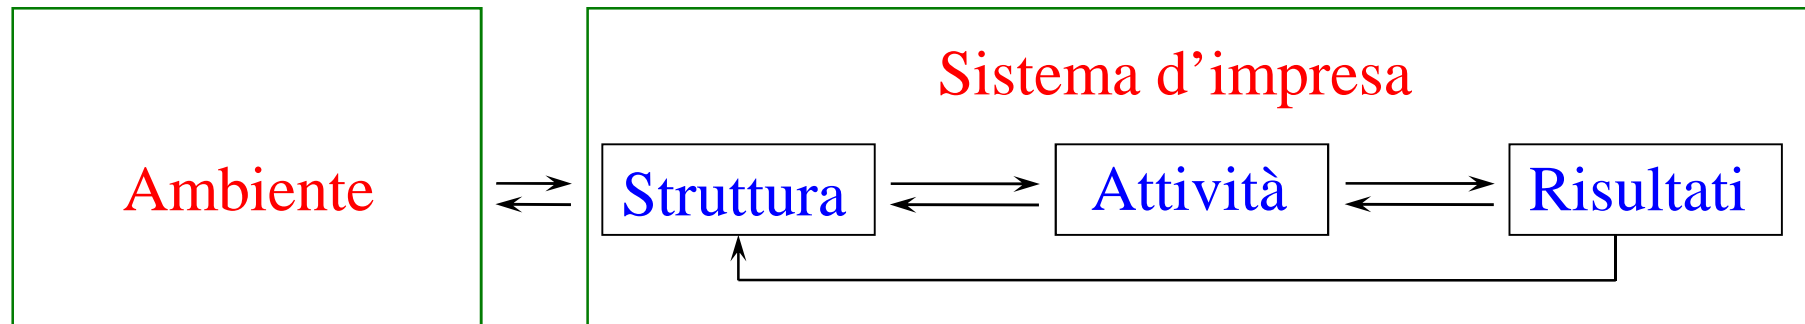 Sistema d’impresa
Ambiente
Struttura
Attività
Risultati